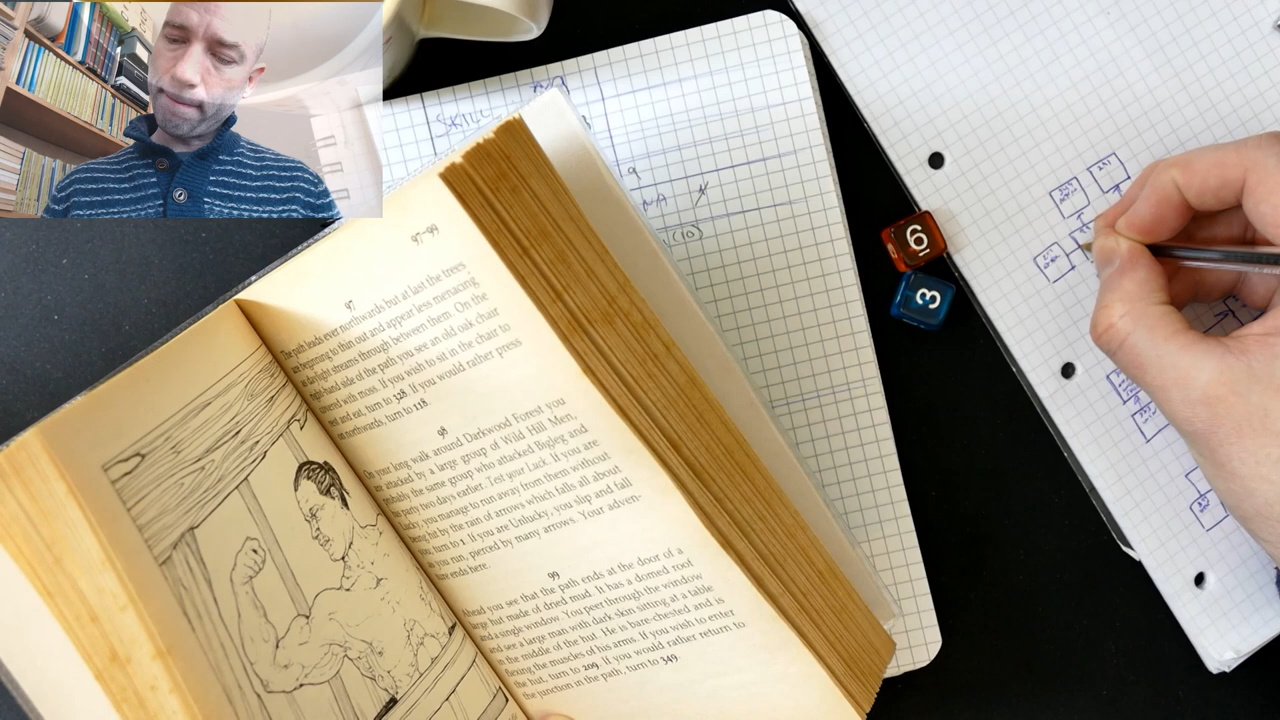 SKILL
97-99
97
The path leads ever northwards but at last the trees
are beginning to thin out and appear less menacing
as daylight streams through between them. On the
right-hand side of the path you see an old oak chair
covered with moss. If you wish to sit in the chair to
rest and eat, turn to 328. If you would rather press
on northwards, turn to 118.
98
On your long walk around Darkwood Forest you
are attacked by a large group of Wild Hill Men,
probably the same group who attacked Bigleg and
his party two days earlier. Test your Luck. If you are
Lucky, you manage to run away from them without
being hit by the rain of arrows which falls all about
you, turn to 1. If you are Unlucky, you slip and fall
as you run, pierced by many arrows. Your adven-
ture ends here.
99
Ahead you see that the path ends at the door of a
large hut made of dried mud. It has a domed roof
and a single window. You peer through the window
and see a large man with dark skin sitting at a table
in the middle of the hut. He is bare-chested and is
flexing the muscles of his arms. If you wish to enter
the hut, turn to 209. If you would rather return to
the junction in the path, turn to 349
9
(10)
6
3